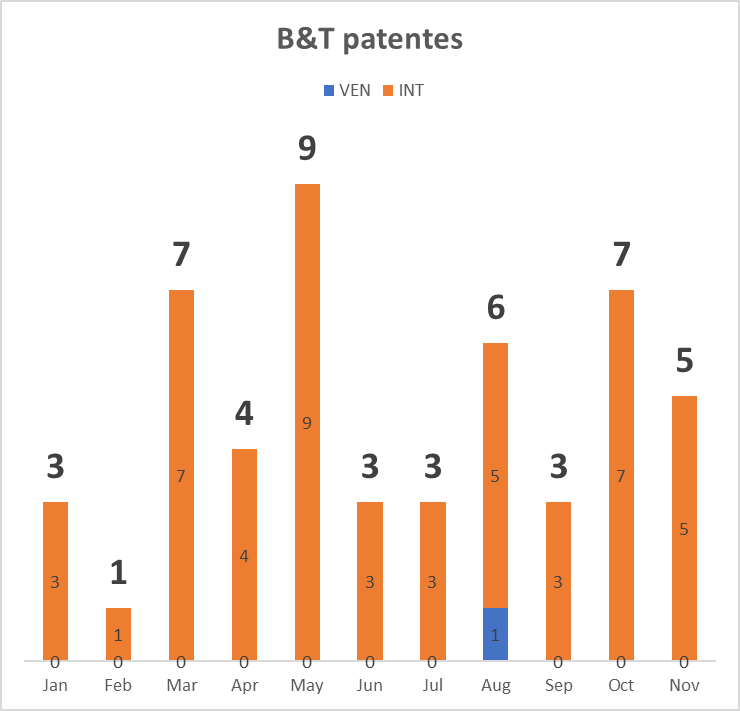 B&T patentes
VEN INT
9
7 7
6
5
4
3 3 3 3
1
9
7 5 7
5
4
3 3 3 3
1 1
0 0 0 0 0 0 0 0 0 0
Jan Feb Mar Apr May Jun Jul Aug Sep Oct Nov